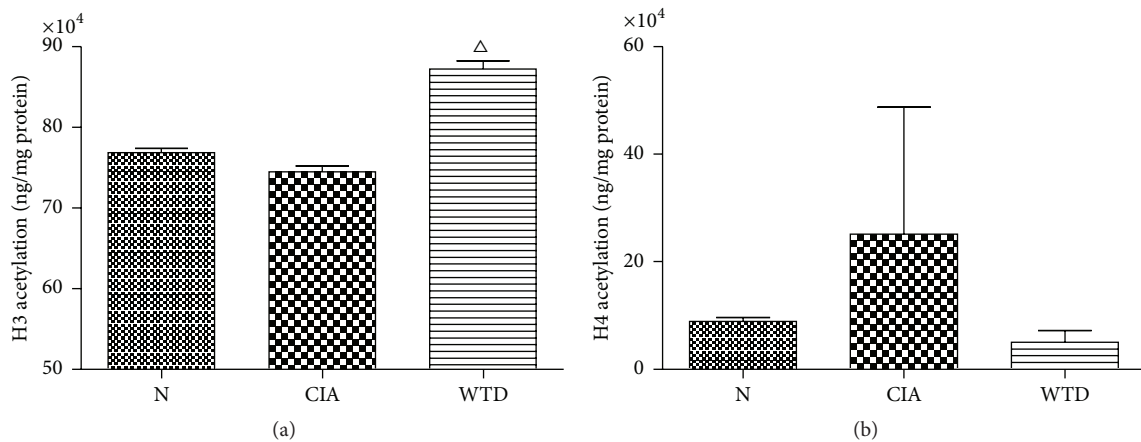 ×10⁴
90
80
70
60
50
H3 acetylation (ng/mg protein)
△
N CIA WTD
(a)
×10⁴
60
40
20
0
H4 acetylation (ng/mg protein)
N CIA WTD
(b)